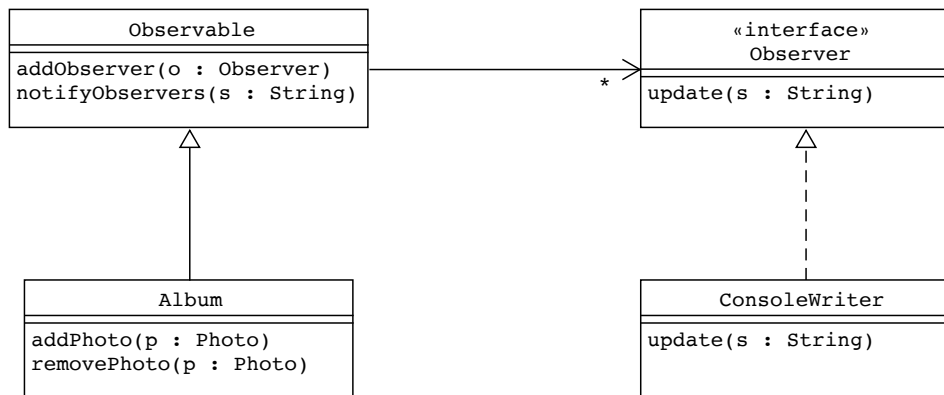 Observable
addObserver(o : Observer)
notifyObservers(s : String)
*
«interface»
Observer
update(s : String)
Album
addPhoto(p : Photo)
removePhoto(p : Photo)
ConsoleWriter
update(s : String)